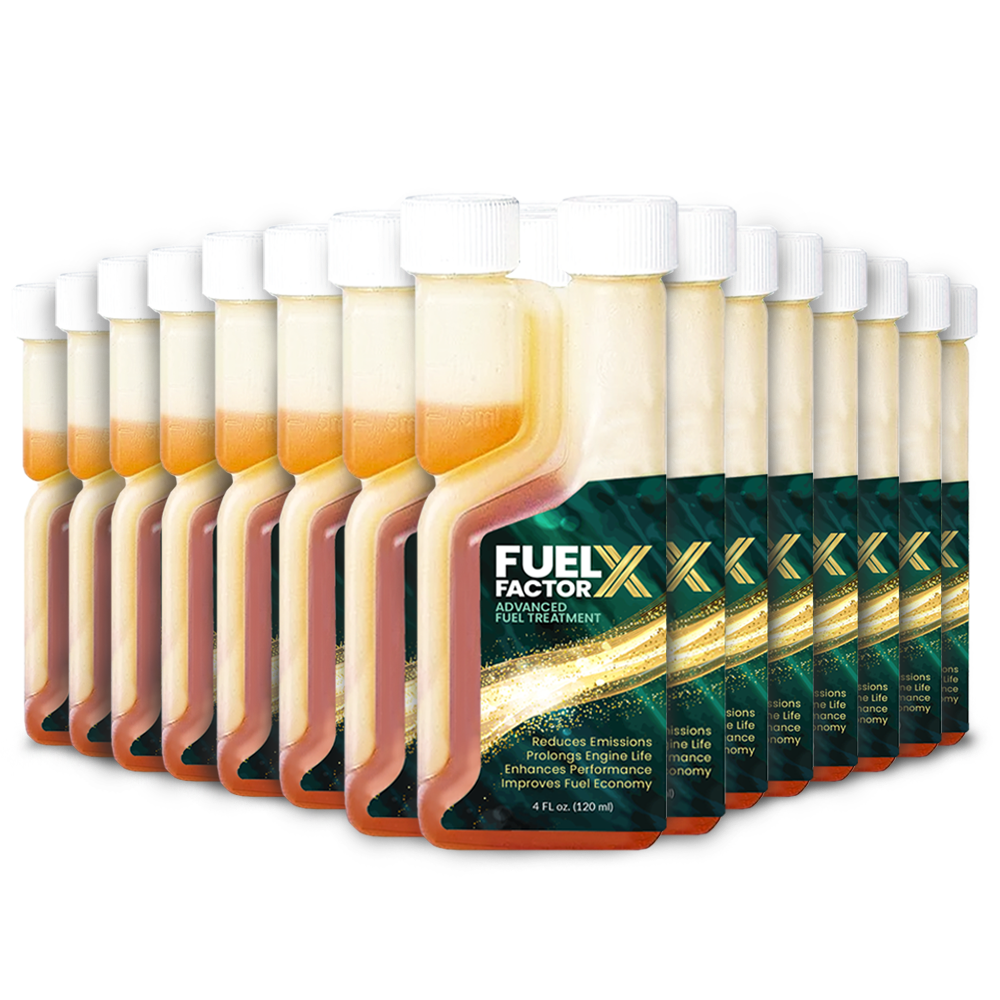 5ml
FUEL X
FACTOR
ADVANCED
FUEL TREATMENT
Reduces Emissions
Prolongs Engine Life
Enhances Performance
Improves Fuel Economy
4 FL oz. (120 ml)